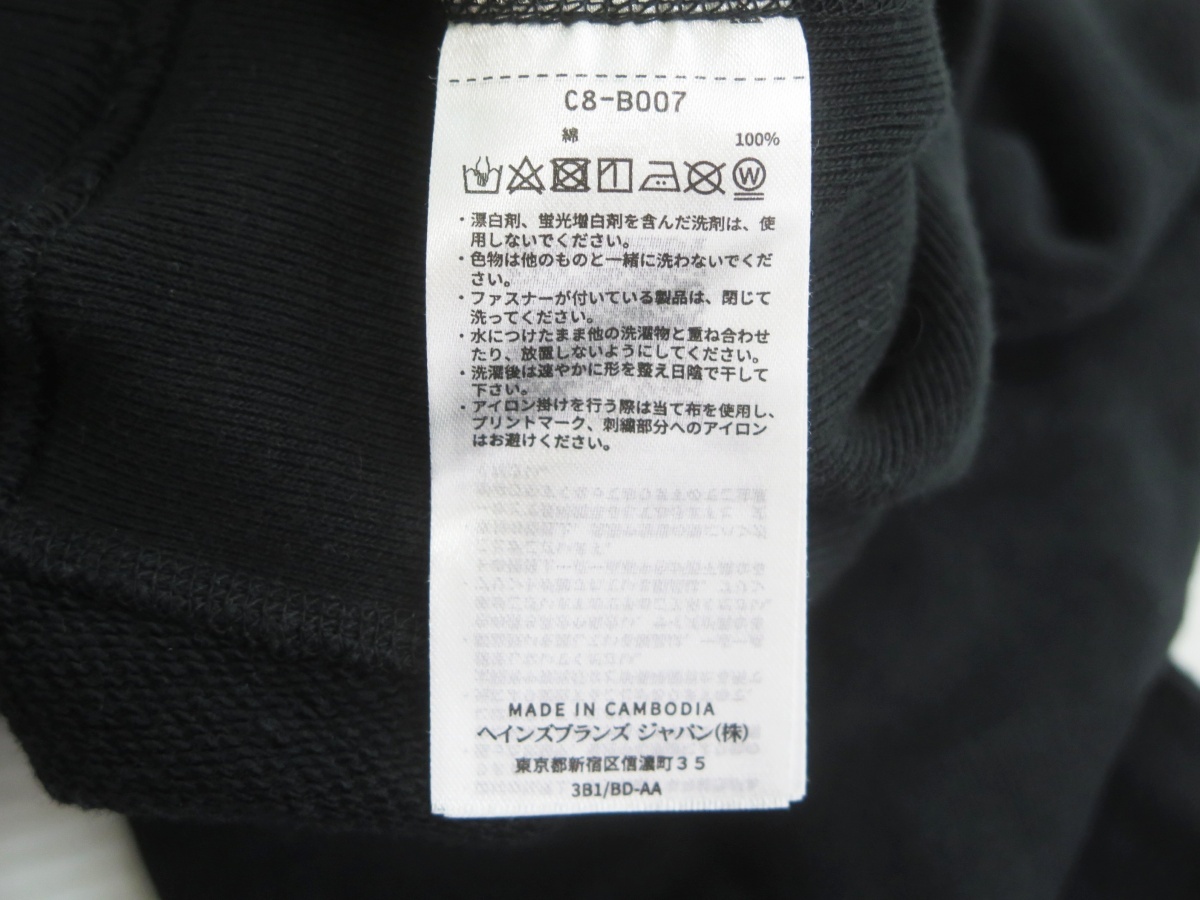 C8-B007
綿 100%
W
・漂白剤、蛍光増白剤を含んだ洗剤は、使
用しないでください。
・色物は他のものと一緒に洗わないでくだ
さい。
・ファスナーが付いている製品は、閉じて
洗ってください。
・水につけたまま他の洗濯物と重ね合わせ
たり、放置しないようにしてください。
・洗濯後は速やかに形を整え日陰で干して
下さい。
・アイロン掛けを行う際は当て布を使用し、
プリントマーク、刺繍部分へのアイロン
はお避けください。
MADE IN CAMBODIA
ヘインズブランズ ジャパン(株)
東京都新宿区信濃町35
3B1/BD-AA